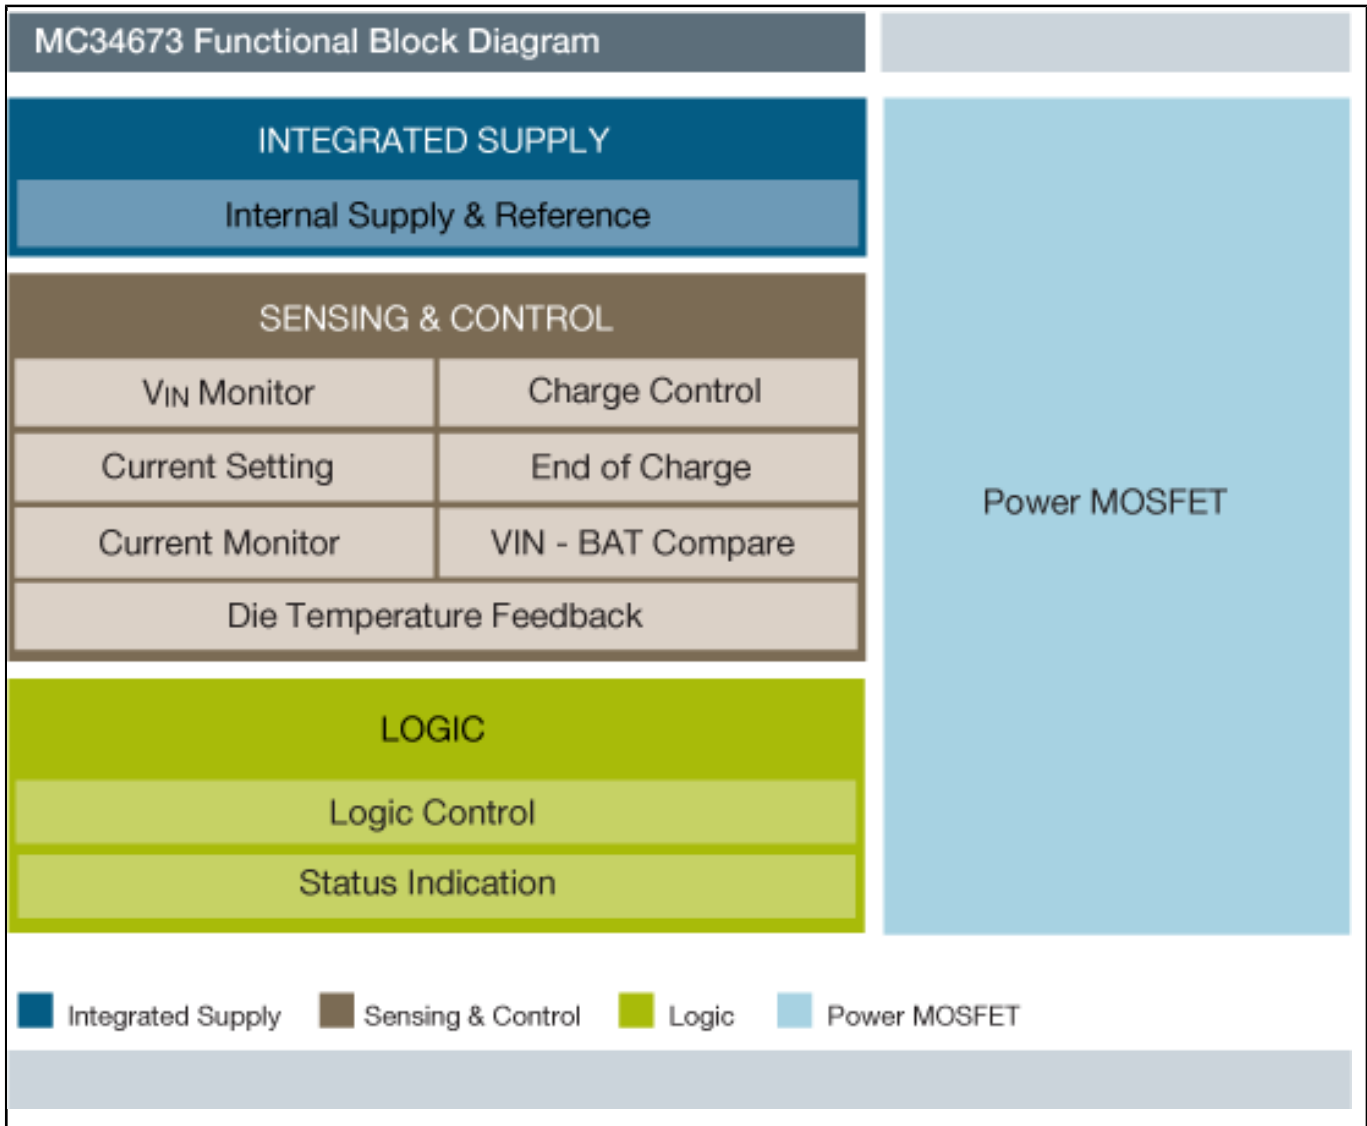 MC34673 Functional Block Diagram
INTEGRATED SUPPLY
Internal Supply & Reference
SENSING & CONTROL
VIN Monitor
Charge Control
Current Setting
End of Charge
Current Monitor
VIN - BAT Compare
Die Temperature Feedback
LOGIC
Logic Control
Status Indication
Power MOSFET
Integrated Supply
Sensing & Control
Logic
Power MOSFET